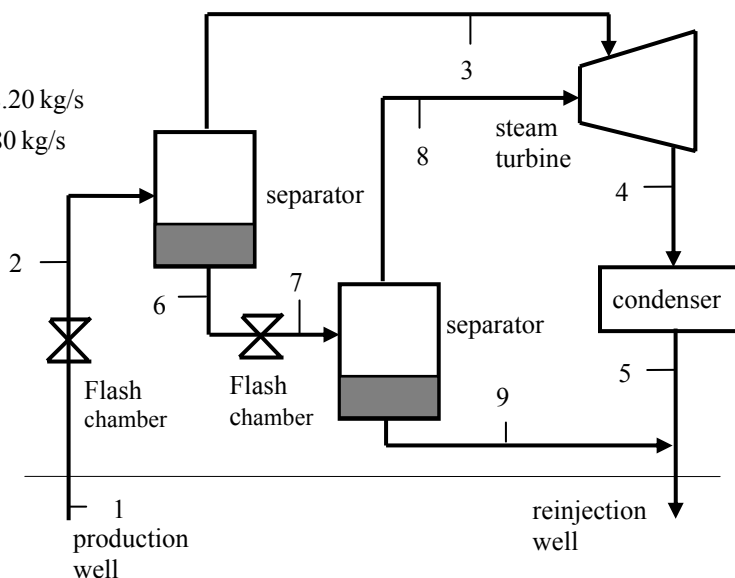 3
.20 kg/s
80 kg/s
8
steam
turbine
separator
4
2
6
7
condenser
separator
Flash
chamber
Flash
chamber
5
9
1
production
well
reinjection
well